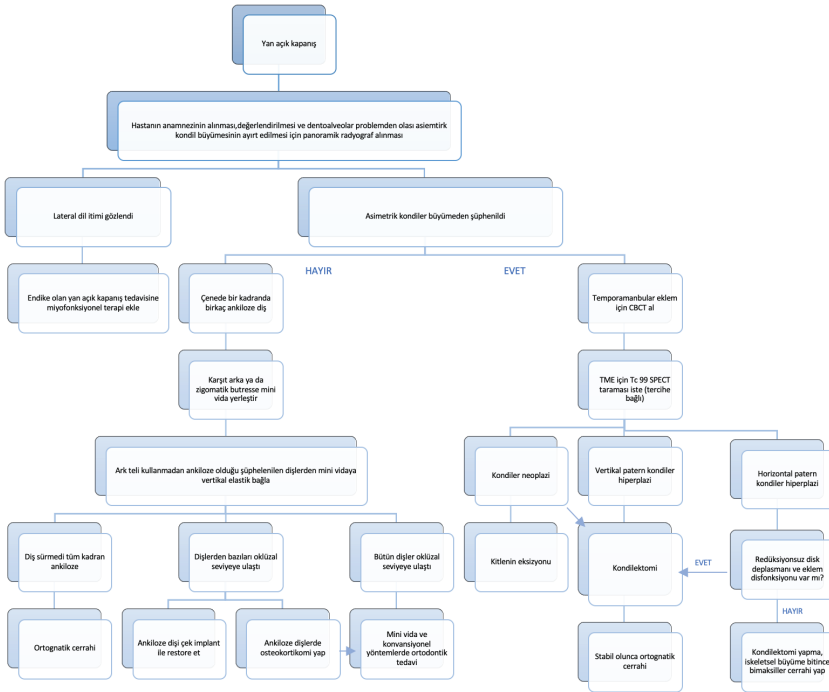 Yan açık kapanış
Hastanın anamnezinin alınması,değerlendirilmesi ve dentoalveolar problemden olası asiemtirk
kondil büyümesinin ayırt edilmesi için panoramik radyograf alınması
Lateral dil itimi gözlendi
Asimetrik kondiler büyümeden şüphenildi
HAYIR
EVET
Endike olan yan açık kapanış tedavisine
miyofonksiyonel terapi ekle
Çenede bir kadranda
birkaç ankiloze diş
Temporamanbular eklem
için CBCT al
Karşıt arka ya da
zigomatik butresse mini
vida yerleştir
TME için Tc 99 SPECT
taraması iste (tercihe
bağlı)
Ark teli kullanmadan ankiloze olduğu şüphelenilen dişlerden mini vidaya
vertikal elastik bağla
Kondiler neoplazi
Vertikal patern kondiler
hiperplazi
Horizontal patern
kondiler hiperplazi
Diş sürmedi tüm kadran
ankiloze
Dişlerden bazıları oklüzal
seviyeye ulaştı
Bütün dişler oklüzal
seviyeye ulaştı
Kitlenin eksizyonu
Kondilektomi
EVET
Redüksiyonsuz disk
deplasmanı ve eklem
disfonksiyonu var mı?
HAYIR
Ortognatik cerrahi
Ankiloze dişi çek implant
ile restore et
Ankiloze dişlerde
osteokortikomi yap
Mini vida ve
konvansiyonel
yöntemlerde ortodontik
tedavi
Stabil olunca ortognatik
cerrahi
Kondilektomi yapma,
iskeletsel büyüme bitince
bimaksiller cerrahi yap